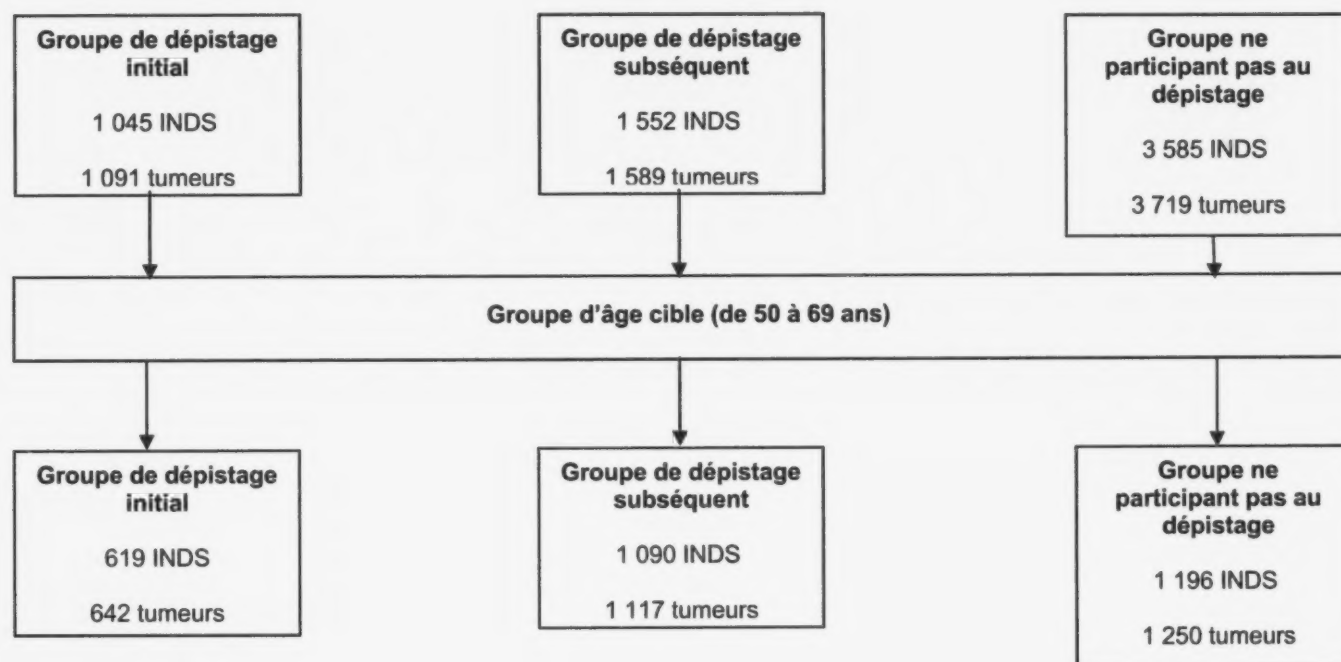 Groupe de dépistage
initial
1 045 INDS
1 091 tumeurs
Groupe de dépistage
subséquent
1 552 INDS
1 589 tumeurs
Groupe ne
participant pas au
dépistage
3 585 INDS
3 719 tumeurs
Groupe d'âge cible (de 50 à 69 ans)
Groupe de dépistage
initial
619 INDS
642 tumeurs
Groupe de dépistage
subséquent
1 090 INDS
1 117 tumeurs
Groupe ne
participant pas au
dépistage
1 196 INDS
1 250 tumeurs